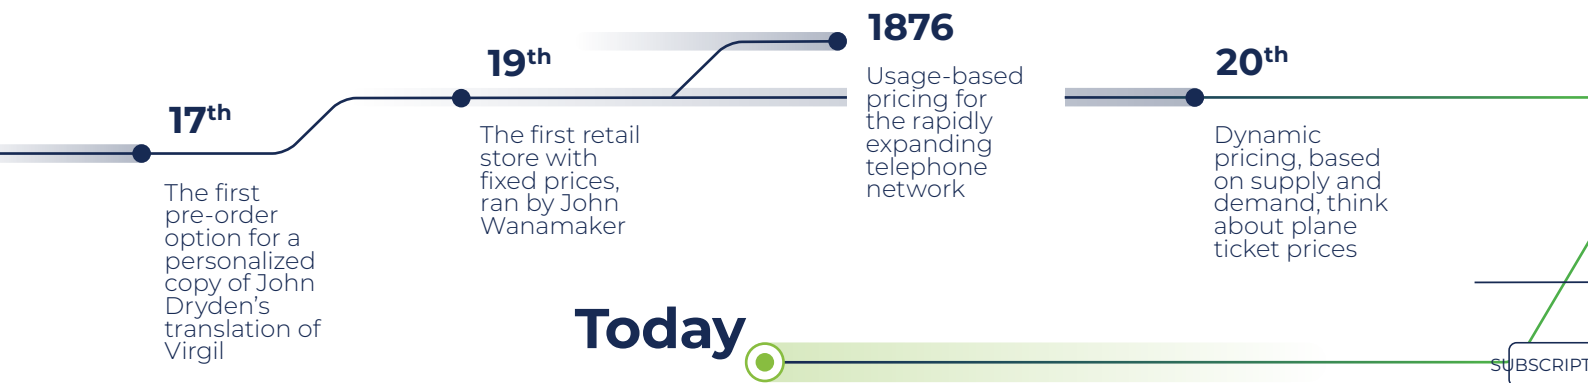 17th
The first
pre-order
option for a
personalized
copy of John
Dryden’s
translation of
Virgil
19th
The first retail
store with
fixed prices,
ran by John
Wanamaker
1876
Usage-based
pricing for
the rapidly
expanding
telephone
network
20th
Dynamic
pricing, based
on supply and
demand, think
about plane
ticket prices
Today
SUBSCRIPT